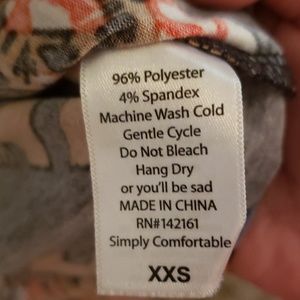 96% Polyester
4% Spandex
Machine Wash Cold
Gentle Cycle
Do Not Bleach
Hang Dry
or you'll be sad
MADE IN CHINA
RN#142161
Simply Comfortable
XXS